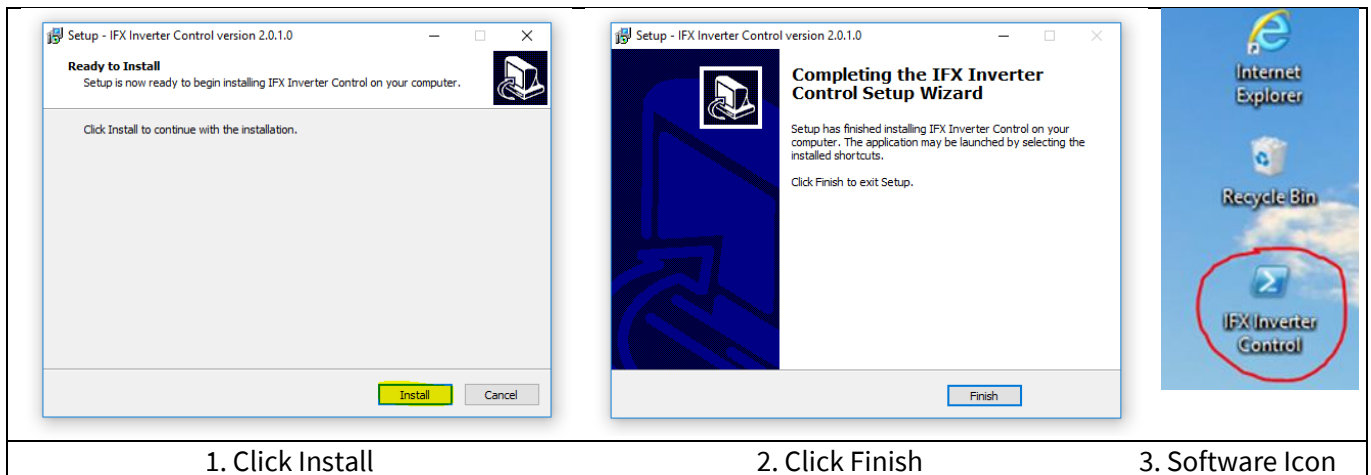 Setup - IFX Inverter Control version 2.0.1.0
Ready to Install
Setup is now ready to begin installing IFX Inverter Control on your computer.
Click Install to continue with the installation.
Install
Cancel
Setup - IFX Inverter Control version 2.0.1.0
Completing the IFX Inverter
Control Setup Wizard
Setup has finished installing IFX Inverter Control on your
computer. The application may be launched by selecting the
installed shortcuts.
Click Finish to exit Setup.
Finish
Internet
Explorer
Recycle Bin
IFX Inverter
Control
1. Click Install
2. Click Finish
3. Software Icon